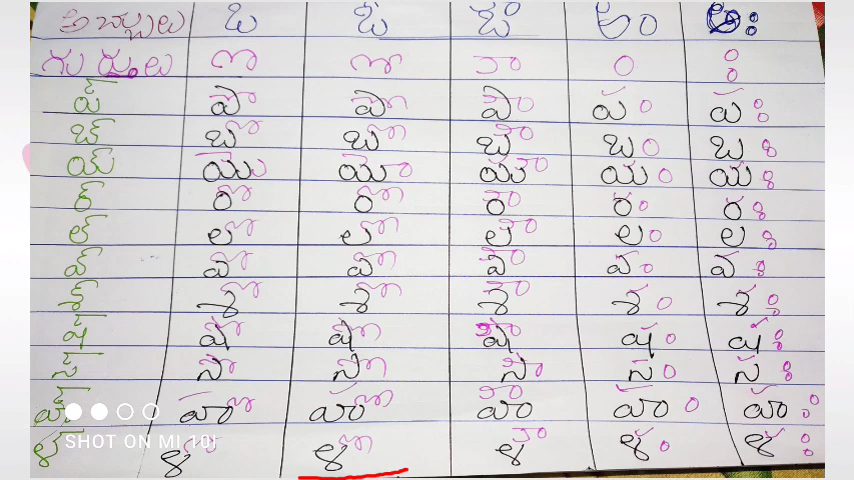 అచ్చులు ఒ ఓ ఔ అం అః
గుర్తులు ొ ో ౌ ం ః
ప్ పొ పో పౌ పం పః
బ్ బొ బో బౌ బం బః
య్ యొ యో యౌ యం యః
ర్ రొ రో రౌ రం రః
ల్ లొ లో లౌ లం లః
వ్ వొ వో వౌ వం వః
శ్ శొ శో శౌ శం శః
ష్ షొ షో షౌ షం షః
స్ సొ సో సౌ సం సః
హ్ హొ హో హౌ హం హః
ళ్ ళొ ళో ళౌ ళం ళః
SHOT ON MI 10I